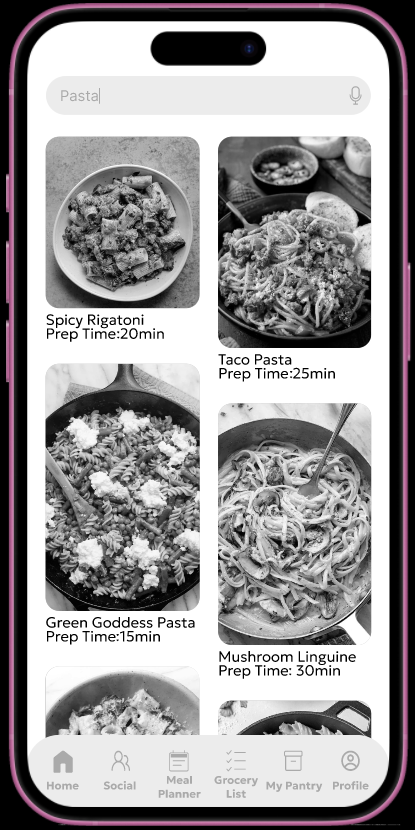 Pasta
Spicy Rigatoni
Prep Time:20min
Taco Pasta
Prep Time:25min
Green Goddess Pasta
Prep Time:15min
Mushroom Linguine
Prep Time: 30min
Home
Social
Meal
Planner
Grocery
List
My Pantry
Profile